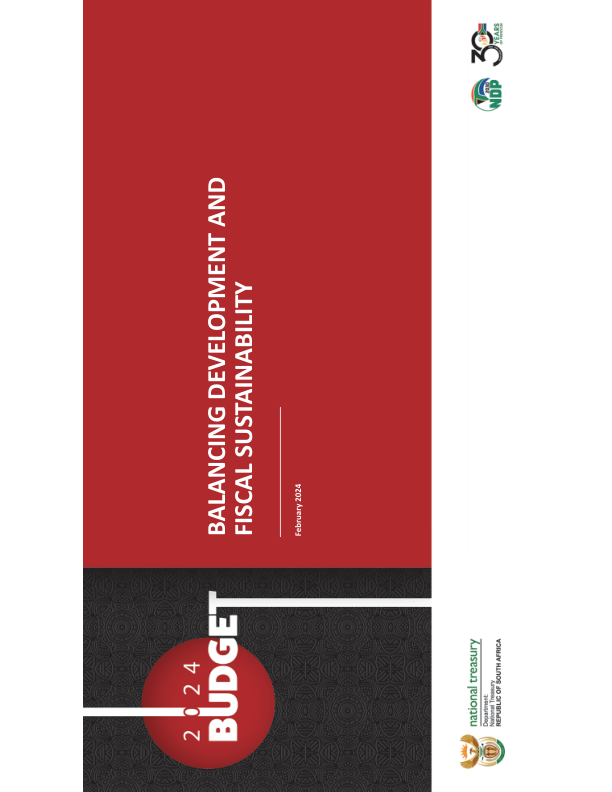 2024
BUDGET
BALANCING DEVELOPMENT AND
FISCAL SUSTAINABILITY
February 2024
national treasury
Department:
National Treasury
REPUBLIC OF SOUTH AFRICA
NDP
30
YEARS